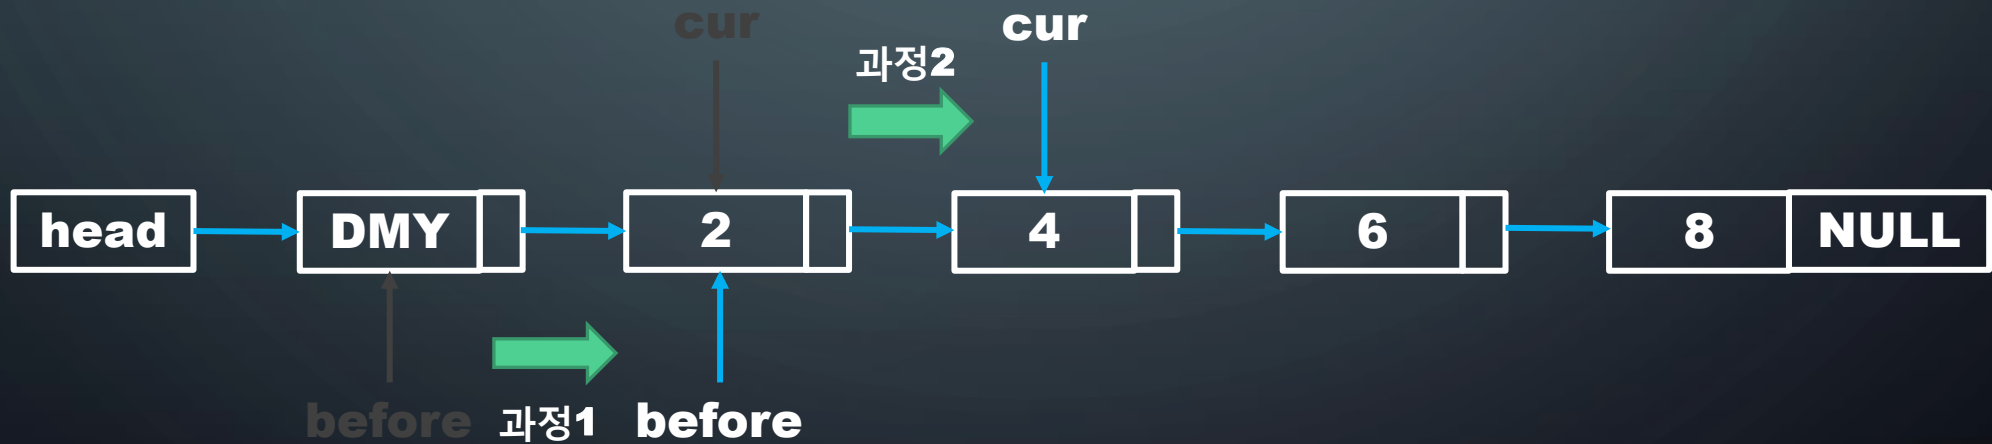 cur
cur
과정2
head
DMY
2
4
6
8
NULL
before
과정1
before